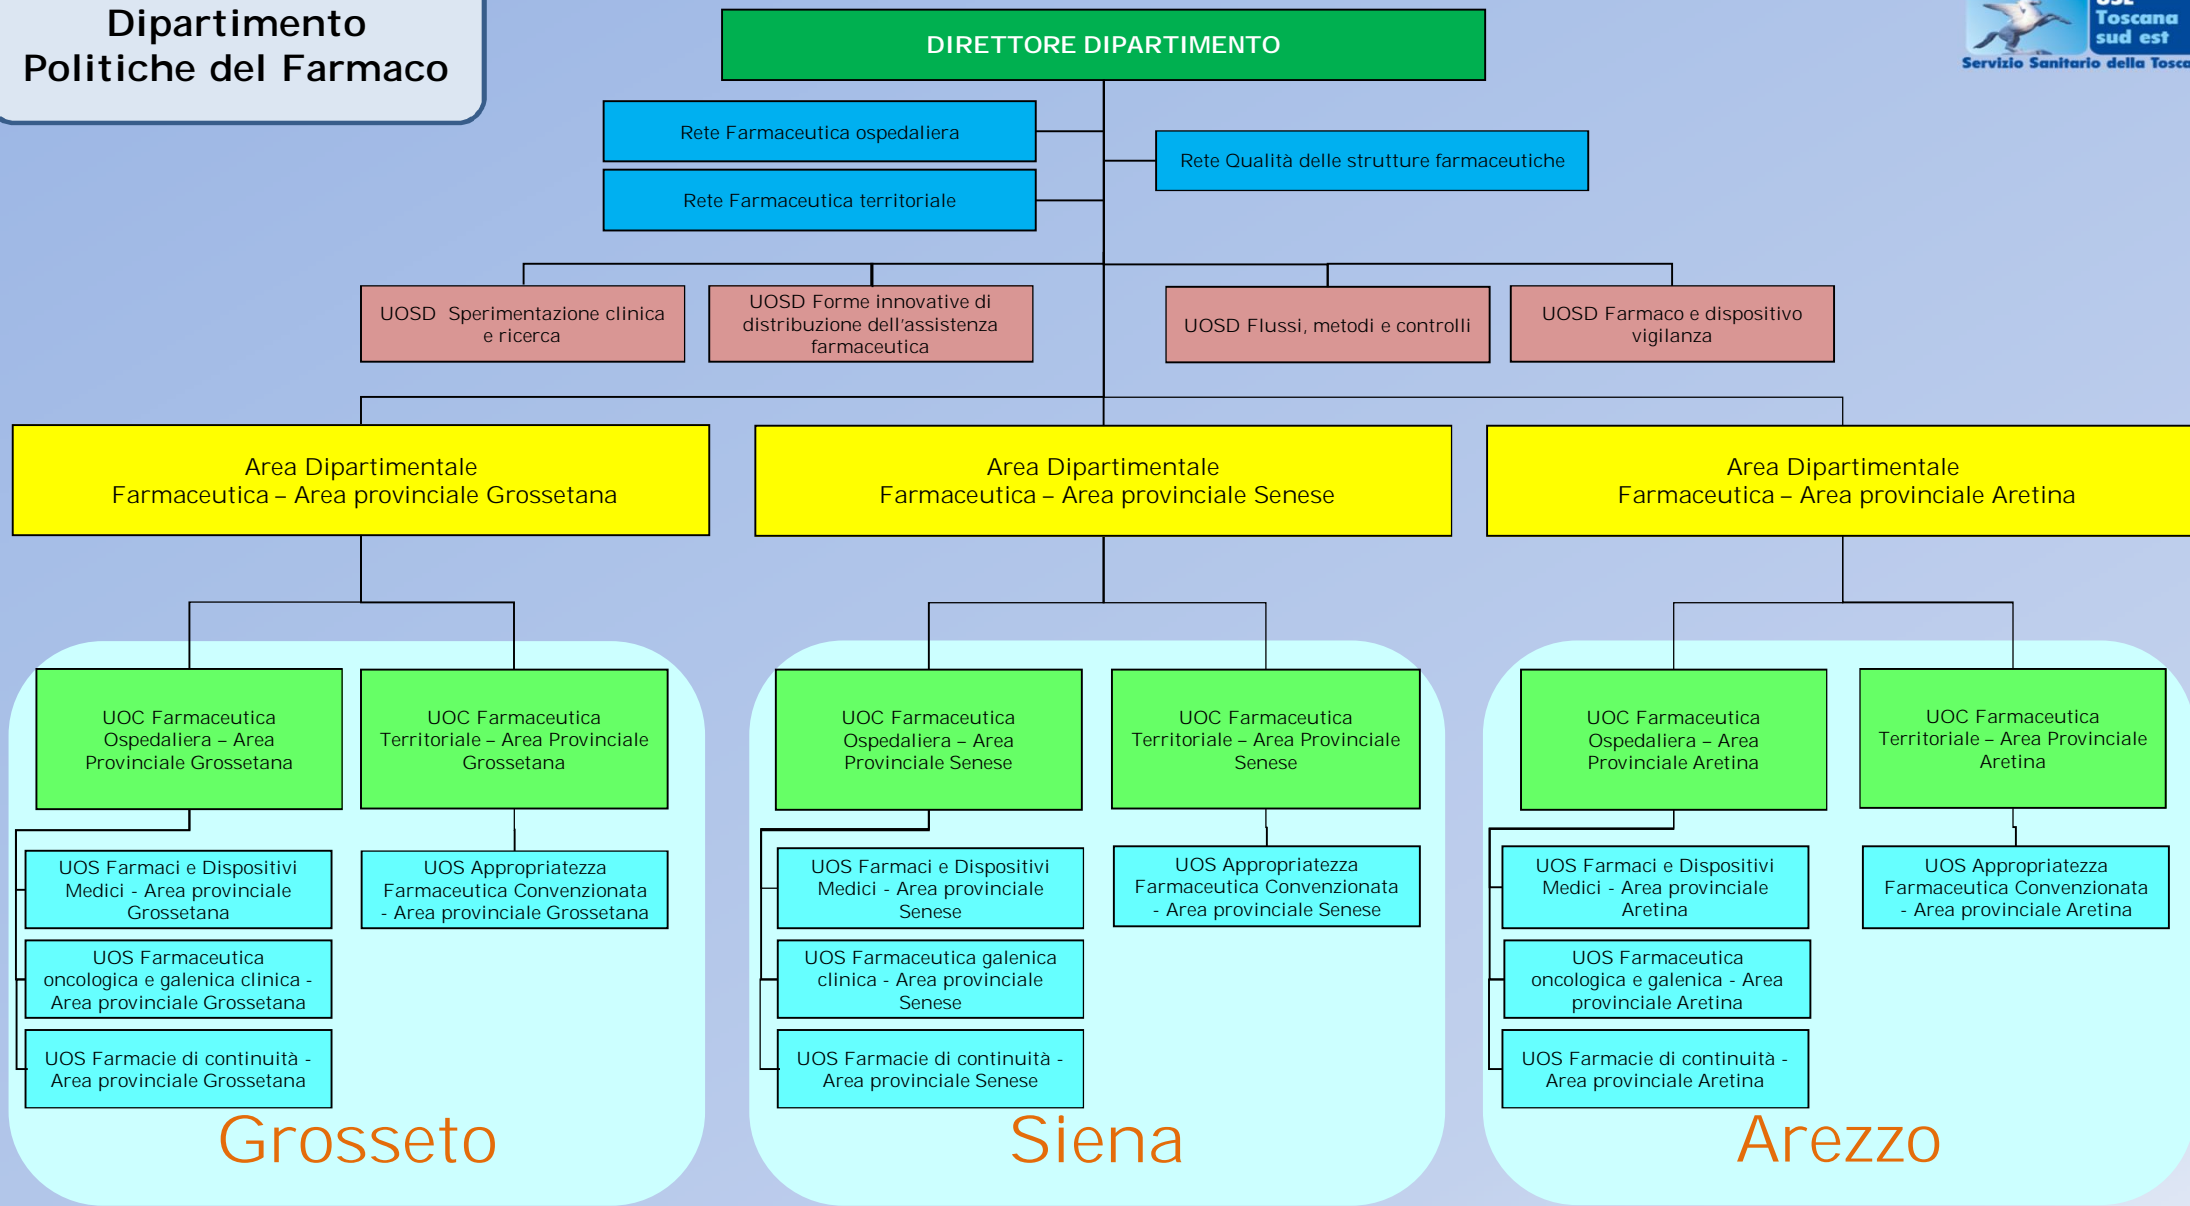 Dipartimento
Politiche del Farmaco
DIRETTORE DIPARTIMENTO
Toscana
sud est
Servizio Sanitario della
Rete Farmaceutica ospedaliera
Rete Qualità delle strutture farmaceutiche
Rete Farmaceutica territoriale
UOSD  Sperimentazione clinica
e ricerca
UOSD Forme innovative di
distribuzione dell’assistenza
farmaceutica
UOSD Flussi, metodi e controlli
UOSD Farmaco e dispositivo
vigilanza
Area Dipartimentale
Farmaceutica – Area provinciale Grossetana
Area Dipartimentale
Farmaceutica – Area provinciale Senese
Area Dipartimentale
Farmaceutica – Area provinciale Aretina
UOC Farmaceutica
Ospedaliera – Area
Provinciale Grossetana
UOC Farmaceutica
Territoriale – Area Provinciale
Grossetana
UOS Farmaci e Dispositivi
Medici - Area provinciale
Grossetana
UOS Appropriatezza
Farmaceutica Convenzionata
- Area provinciale Grossetana
UOS Farmaceutica
oncologica e galenica clinica -
Area provinciale Grossetana
UOS Farmacie di continuità -
Area provinciale Grossetana
Grosseto
UOC Farmaceutica
Ospedaliera – Area
Provinciale Senese
UOC Farmaceutica
Territoriale – Area Provinciale
Senese
UOS Farmaci e Dispositivi
Medici - Area provinciale
Senese
UOS Appropriatezza
Farmaceutica Convenzionata
- Area provinciale Senese
UOS Farmaceutica galenica
clinica - Area provinciale
Senese
UOS Farmacie di continuità -
Area provinciale Senese
Siena
UOC Farmaceutica
Ospedaliera – Area
Provinciale Aretina
UOC Farmaceutica
Territoriale – Area Provinciale
Aretina
UOS Farmaci e Dispositivi
Medici - Area provinciale
Aretina
UOS Appropriatezza
Farmaceutica Convenzionata
- Area provinciale Aretina
UOS Farmaceutica
oncologica e galenica - Area
provinciale Aretina
UOS Farmacie di continuità -
Area provinciale Aretina
Arezzo